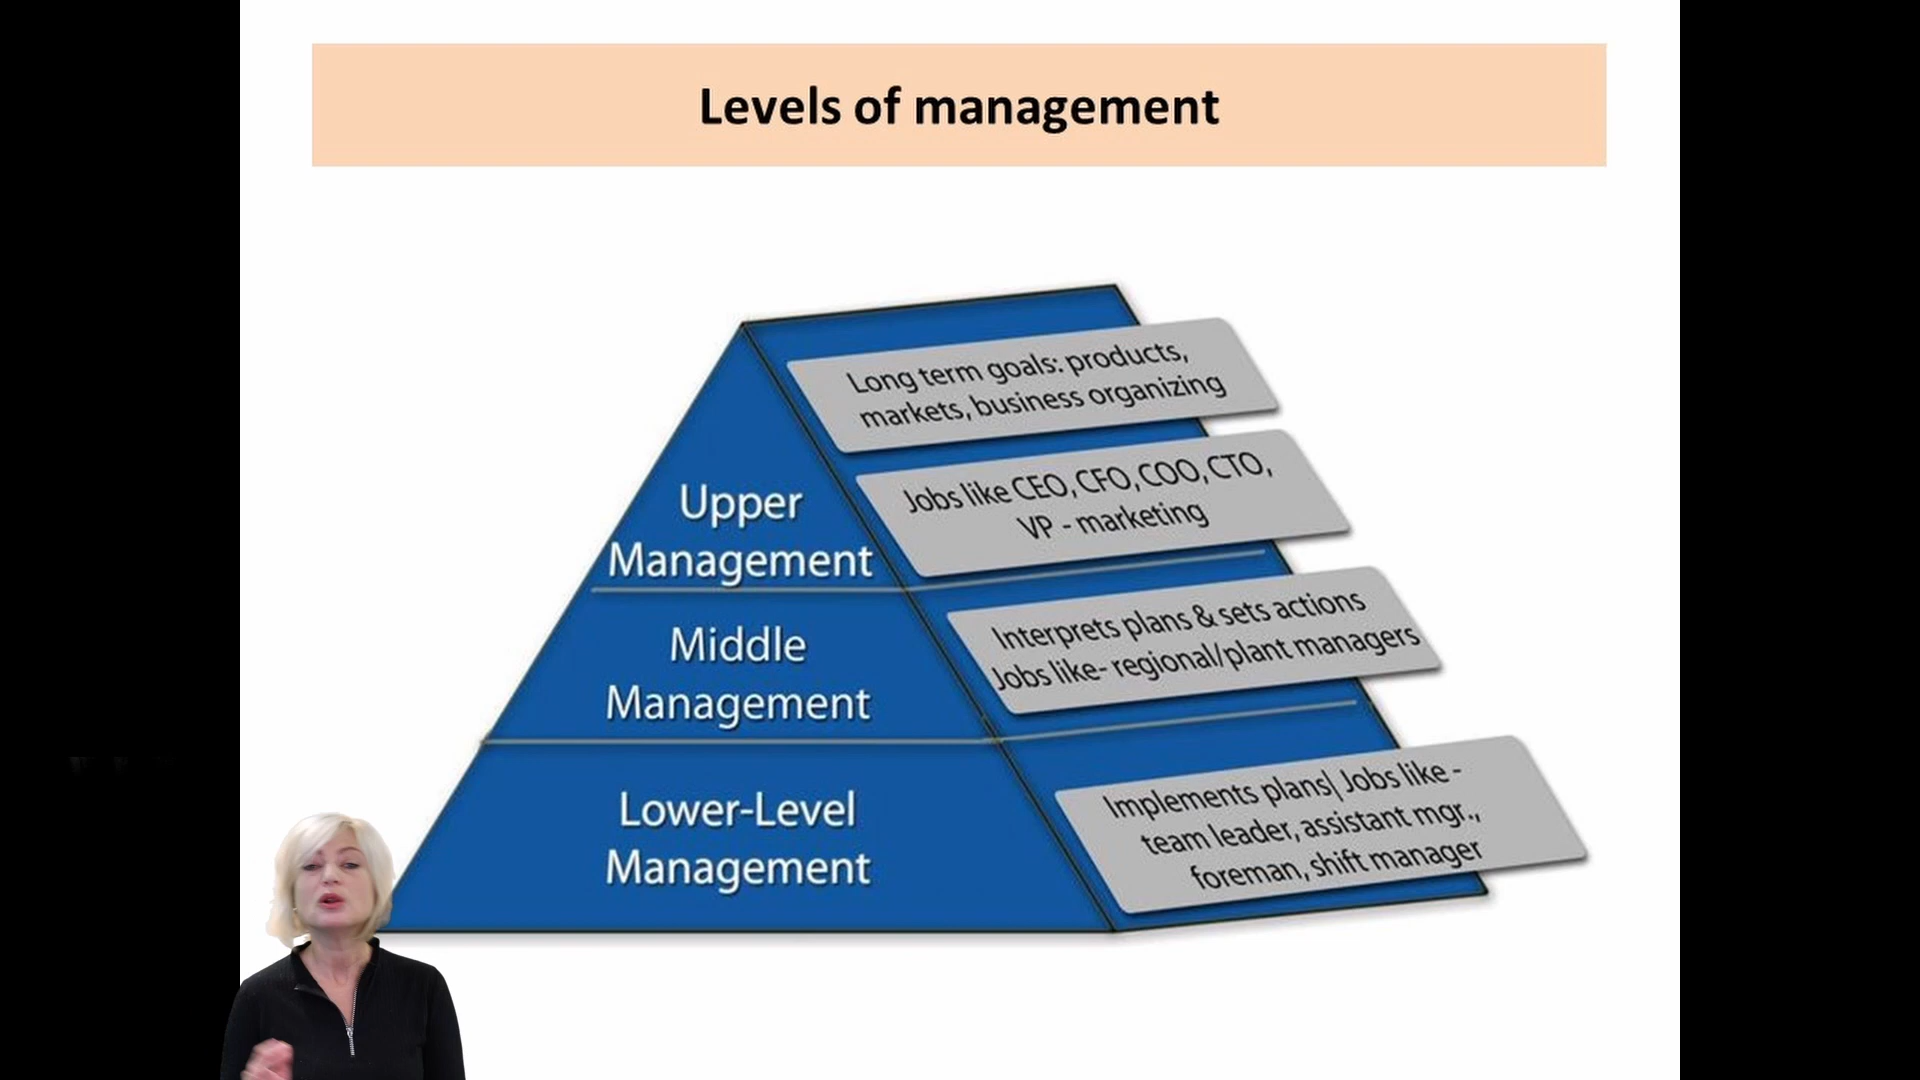 Levels of management
Upper
Management
Middle
Management
Lower-Level
Management
Long term goals: products,
markets, business organizing
Jobs like CEO, CFO, COO, CTO,
VP - marketing
Interprets plans & sets actions
Jobs like- regional/plant managers
Implements plans| Jobs like -
team leader, assistant mgr.,
foreman, shift manager